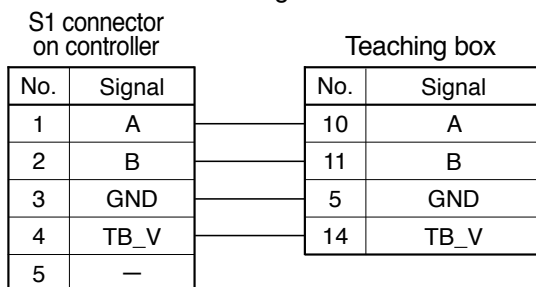 S1 connector
on controller
Teaching box
No. Signal No. Signal
1 A 10 A
2 B 11 B
3 GND 5 GND
4 TB_V 14 TB_V
5 —